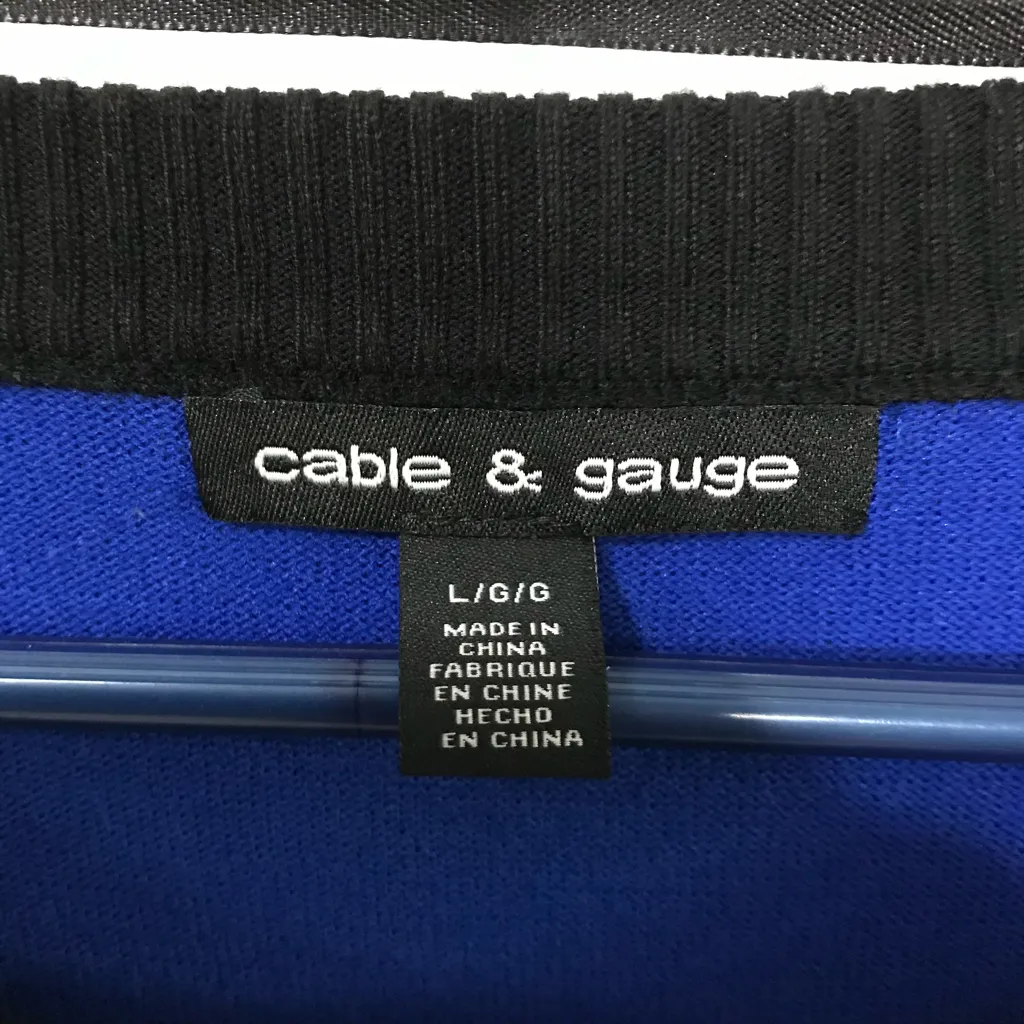 cable & gauge
L/G/G
MADE IN
CHINA
FABRIQUE
EN CHINE
HECHO
EN CHINA